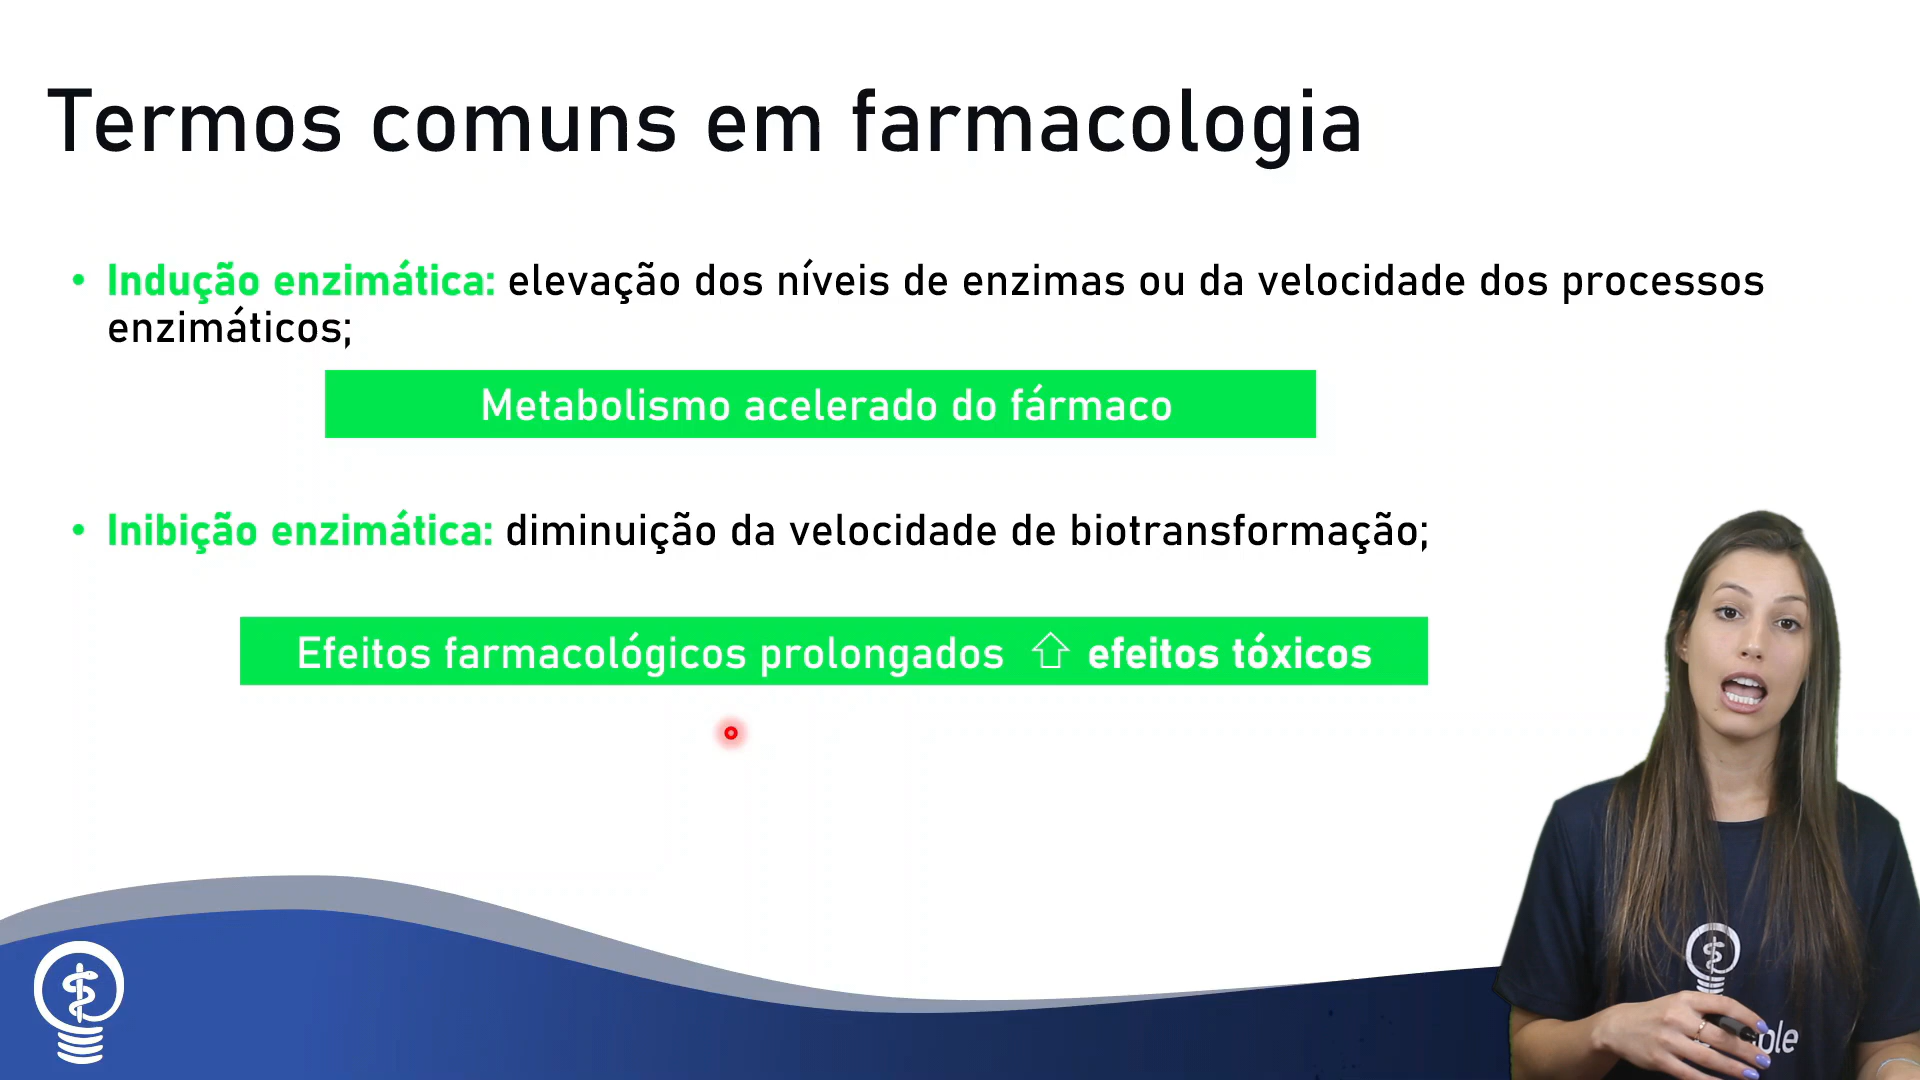 Termos comuns em farmacologia
• Indução enzimática: elevação dos níveis de enzimas ou da velocidade dos processos
enzimáticos;
Metabolismo acelerado do fármaco
• Inibição enzimática: diminuição da velocidade de biotransformação;
Efeitos farmacológicos prolongados ⇧ efeitos tóxicos